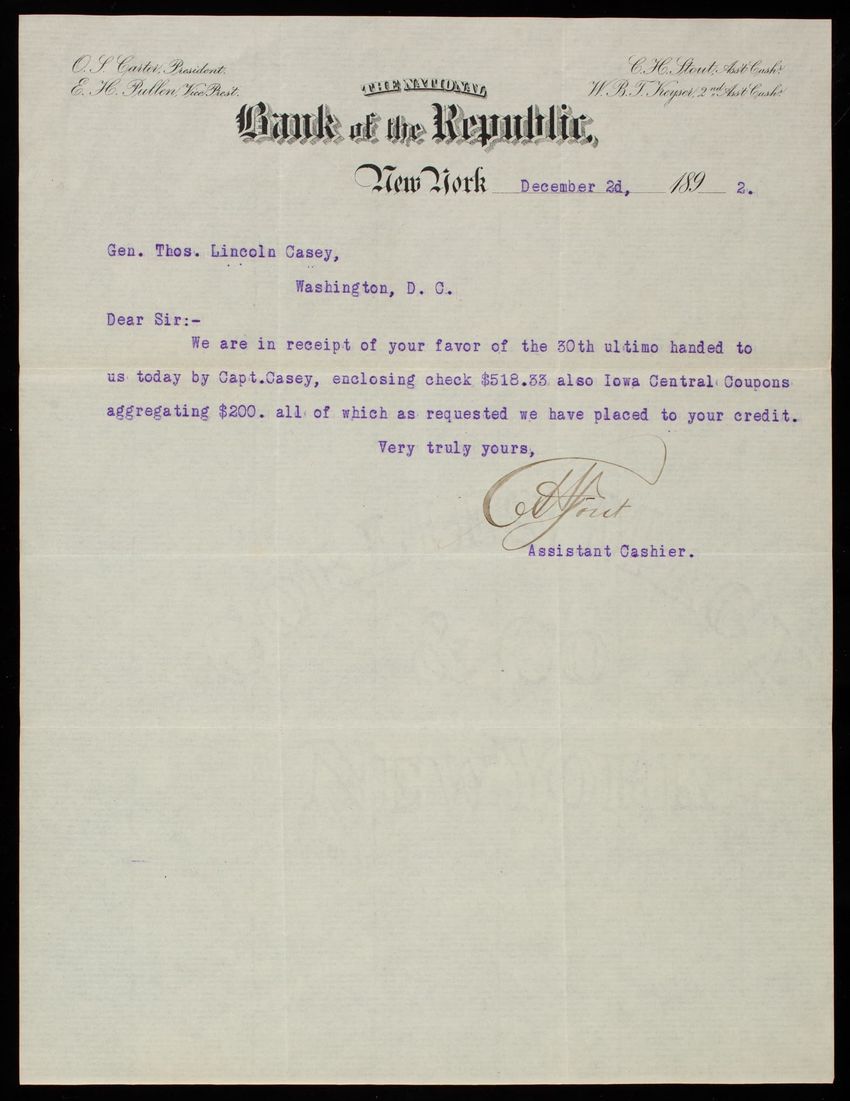 O. S. Carter, President.
E. H. Pullen, Vice Prest.
C. H. Stout, Asst. Cashr.
W. B. T. Keyser, 2nd Asst. Cashr.
THE NATIONAL
Bank of the Republic,
New York December 2d, 189 2.
Gen. Thos. Lincoln Casey,
Washington, D. C.
Dear Sir:-
We are in receipt of your favor of the 30th ultimo handed to
us today by Capt.Casey, enclosing check $518.33 also Iowa Central Coupons
aggregating $200. all of which as requested we have placed to your credit.
Very truly yours,
C H Stout
Assistant Cashier.